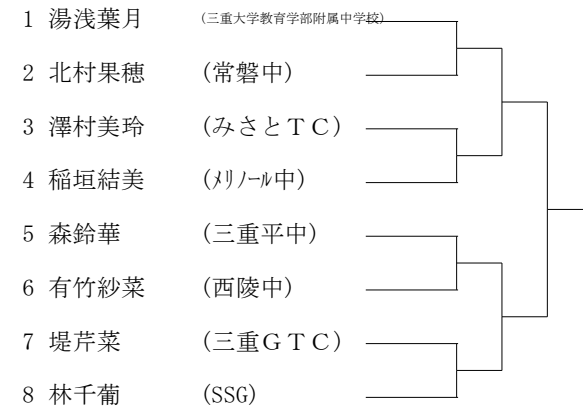 1 湯浅葉月 (三重大学教育学部附属中学校)
2 北村果穂 (常磐中)
3 澤村美玲 (みさとＴＣ)
4 稲垣結美 (ﾒﾘﾉｰﾙ中)
5 森鈴華 (三重平中)
6 有竹紗菜 (西陵中)
7 堤芹菜 (三重ＧＴＣ)
8 林千葡 (SSG)